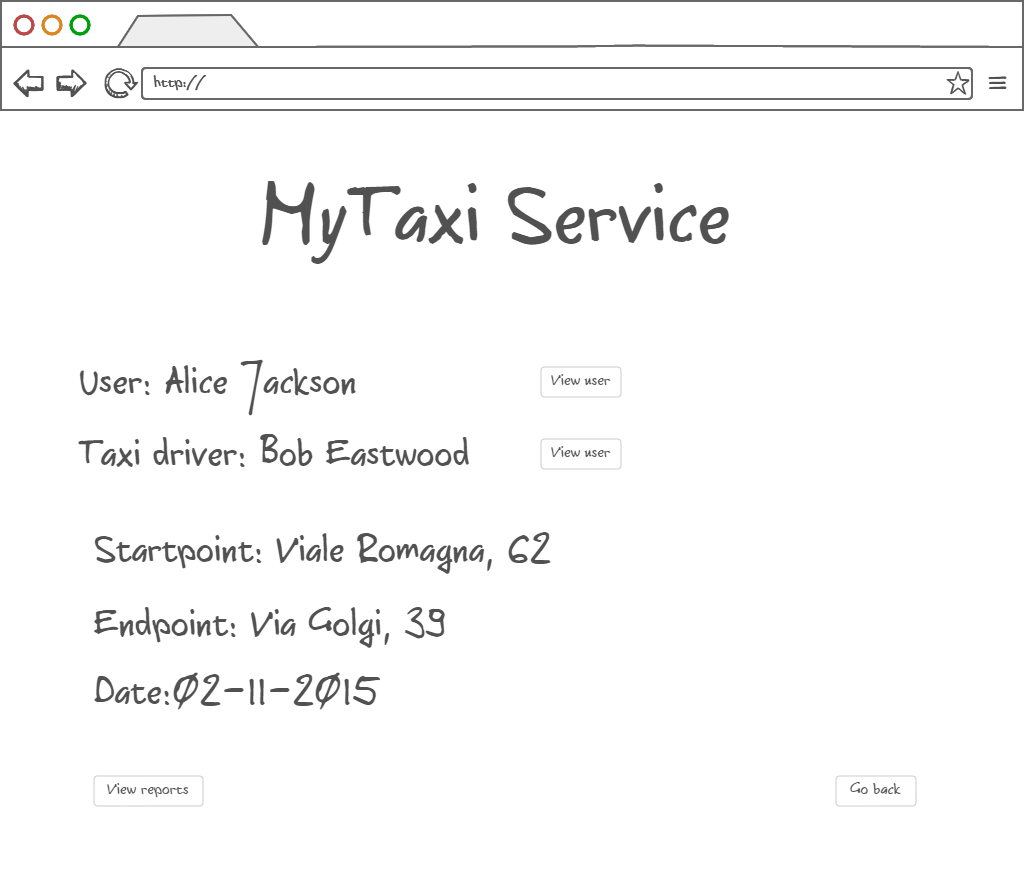 http://
MyTaxi Service
User: Alice Jackson
View user
Taxi driver: Bob Eastwood
View user
Startpoint: Viale Romagna, 62
Endpoint: Via Golgi, 39
Date:02-11-2015
View reports
Go back